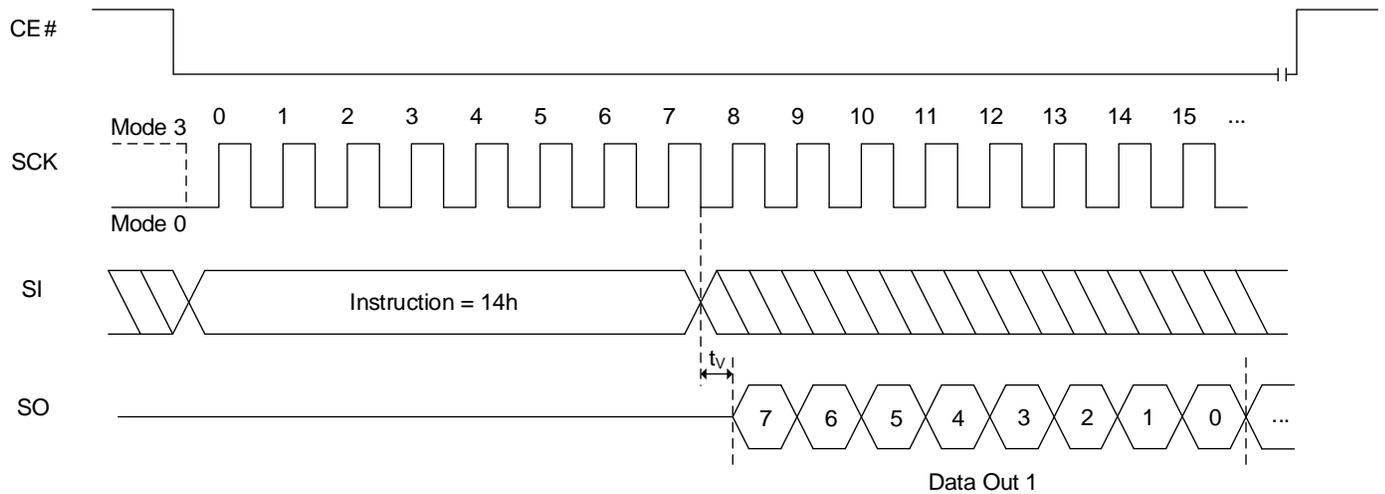 CE#
0 1 2 3 4 5 6 7 8 9 10 11 12 13 14 15 ...
Mode 3
SCK
Mode 0
SI
Instruction = 14h
tV
SO
7 6 5 4 3 2 1 0 ...
Data Out 1